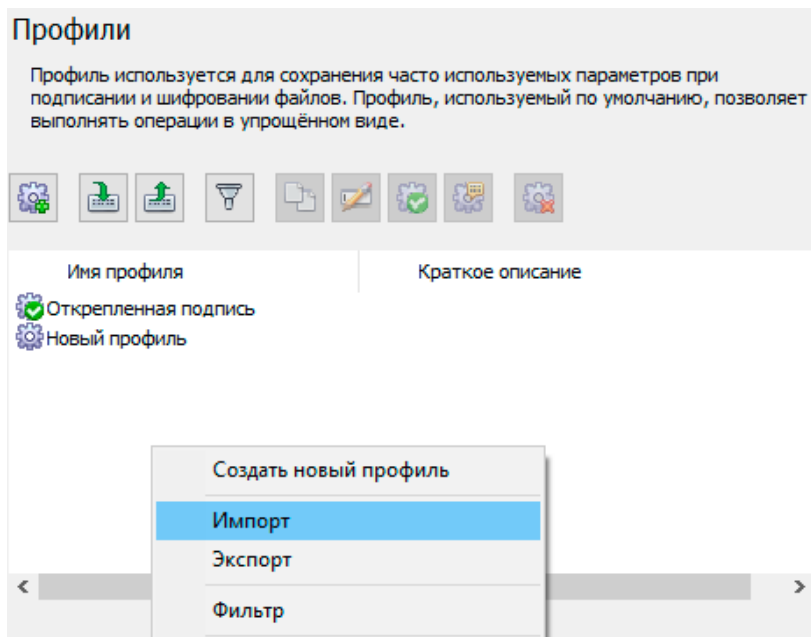 Профили
Профиль используется для сохранения часто используемых параметров при
подписании и шифровании файлов. Профиль, используемый по умолчанию, позволяет
выполнять операции в упрощённом виде.
Имя профиля Краткое описание
Открепленная подпись
Новый профиль
Создать новый профиль
Импорт
Экспорт
Фильтр